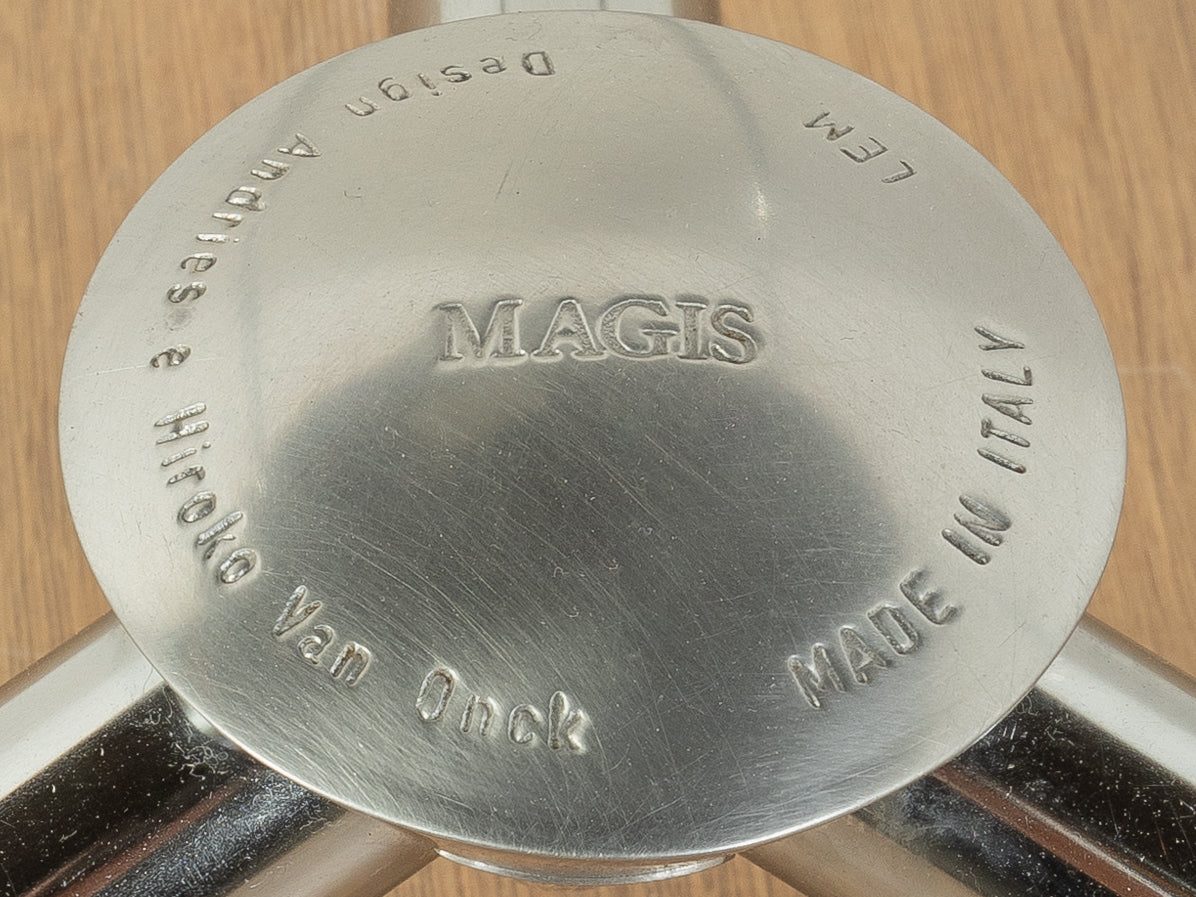 MAGIS
Design Andries e Hiroko Van Onck
MADE IN ITALY
LEM